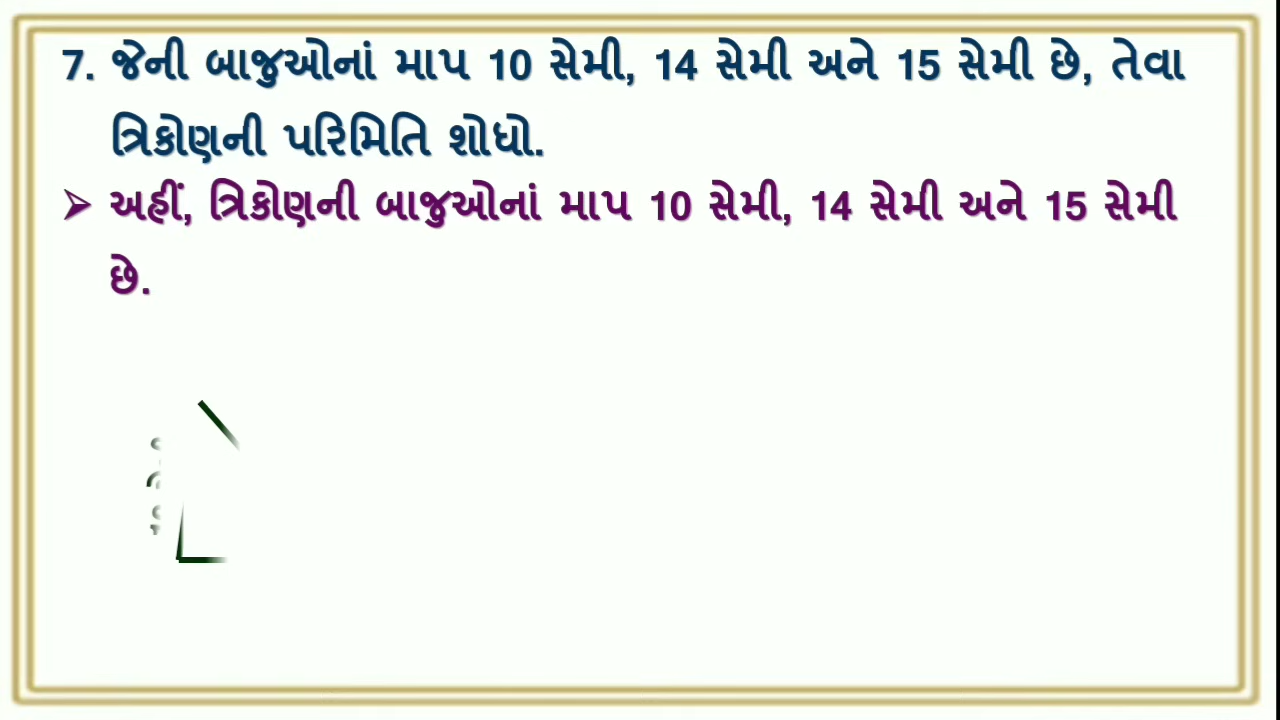 7. જેની બાજુઓનાં માપ 10 સેમી, 14 સેમી અને 15 સેમી છે, તેવા
ત્રિકોણની પરિમિતિ શોધો.
➢ અહીં, ત્રિકોણની બાજુઓનાં માપ 10 સેમી, 14 સેમી અને 15 સેમી
છે.